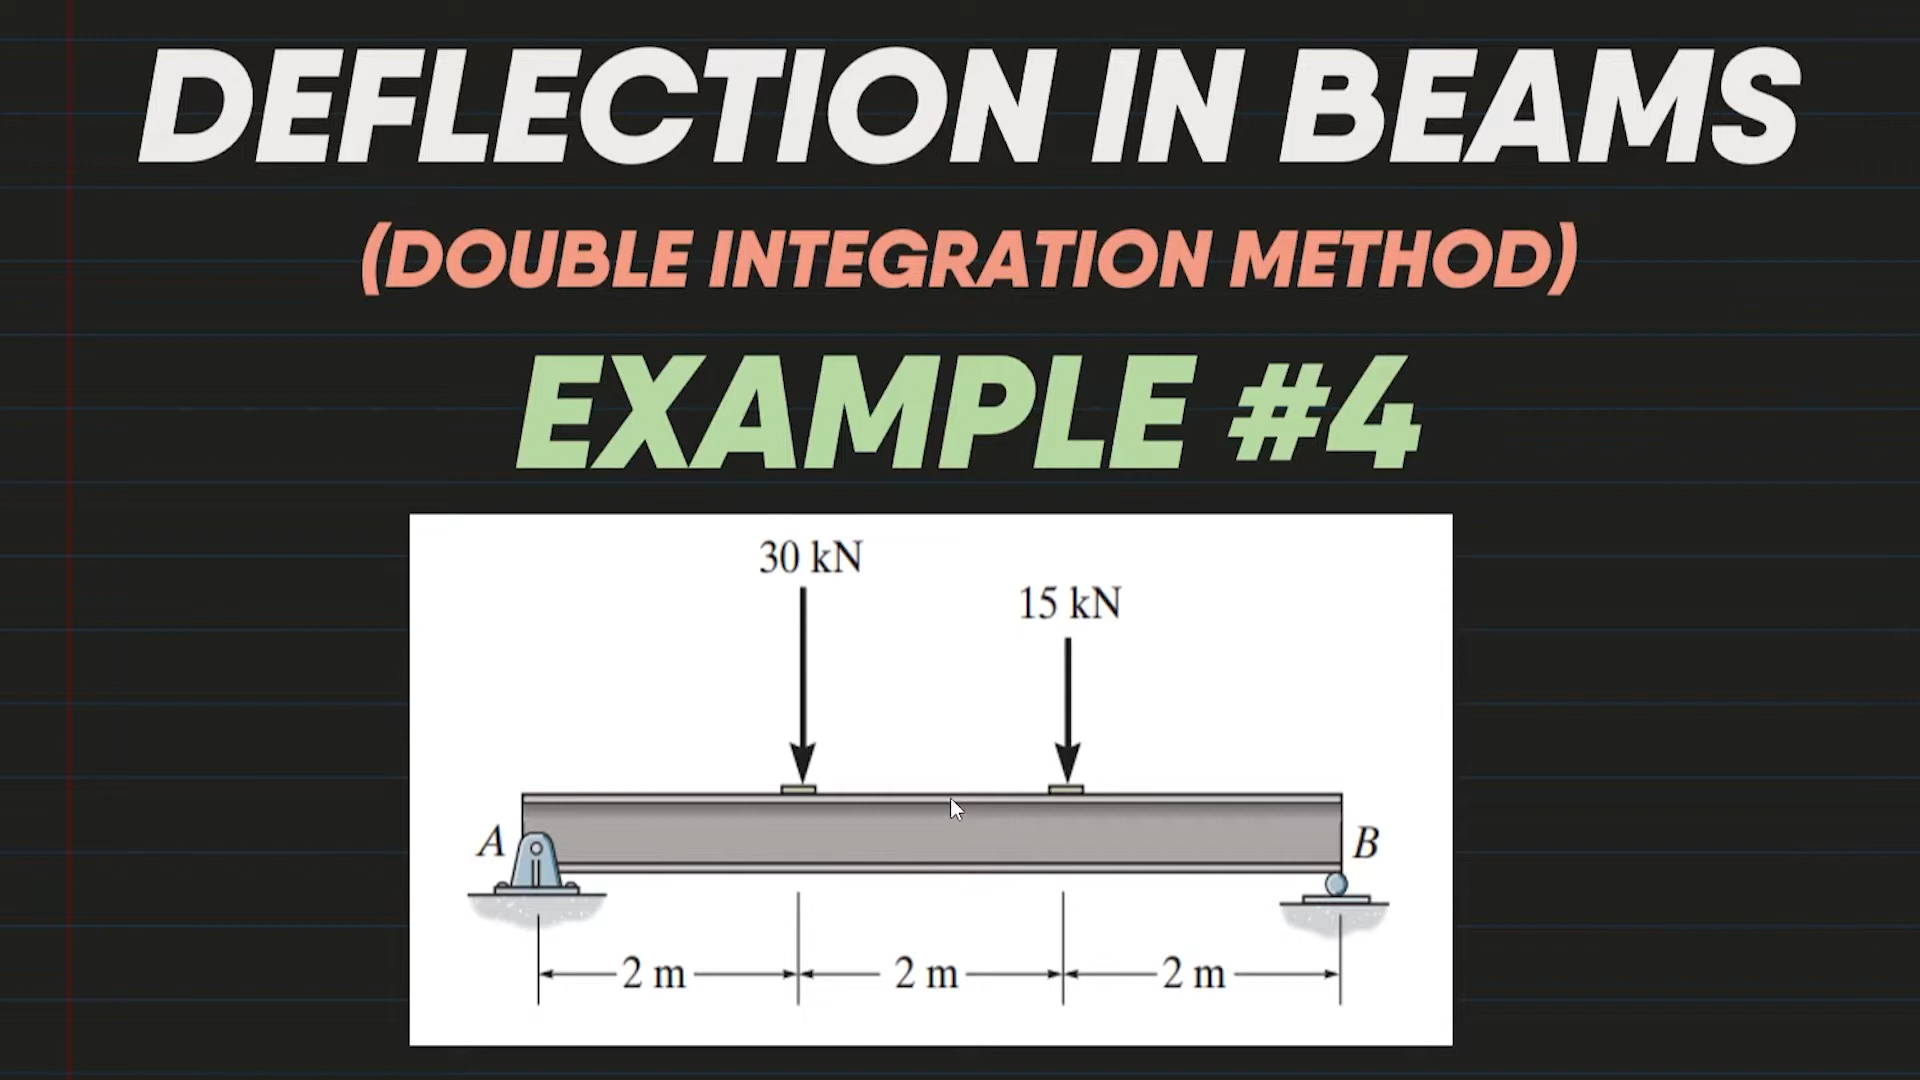 DEFLECTION IN BEAMS
(DOUBLE INTEGRATION METHOD)
EXAMPLE #4
30 kN
15 kN
A
B
2 m
2 m
2 m